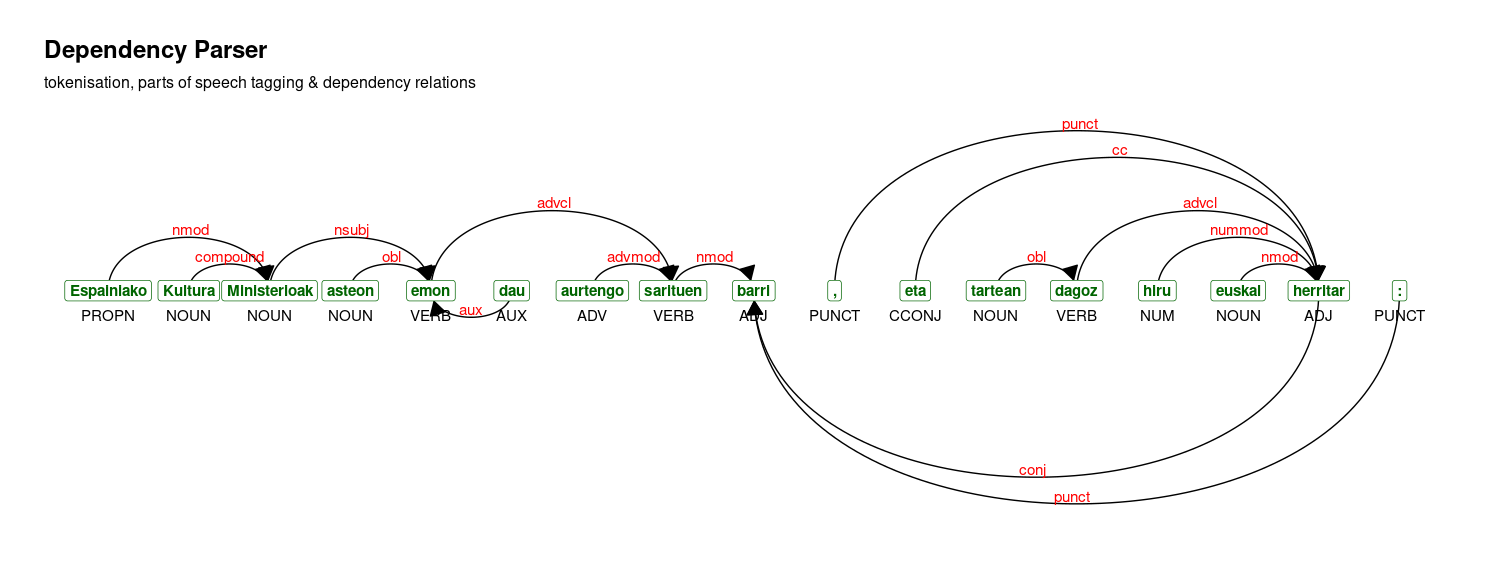 Dependency Parser
tokenisation, parts of speech tagging & dependency relations
punct
cc
advcl advcl
nmod nsubj nummod
compound obl advmod nmod obl nmod
Espainiako Kultura Ministerioak asteon emon dau aurtengo sarituen barri , eta tartean dagoz hiru euskal herritar :
aux
PROPN NOUN NOUN NOUN VERB AUX ADV VERB ADJ PUNCT CCONJ NOUN VERB NUM NOUN ADJ PUNCT
conj
punct